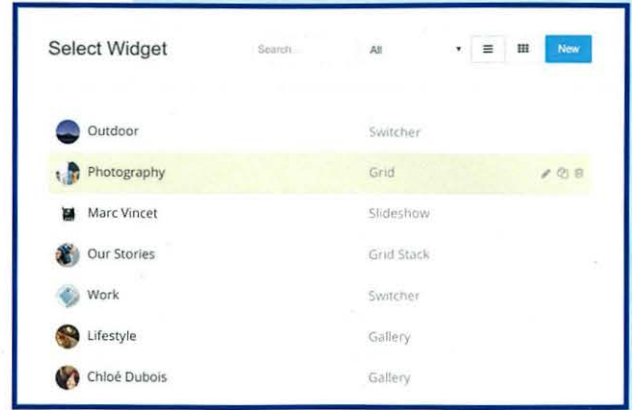 Select Widget Search... All New
Outdoor Switcher
Photography Grid
Marc Vincet Slideshow
Our Stories Grid Stack
Work Switcher
Lifestyle Gallery
Chloé Dubois Gallery